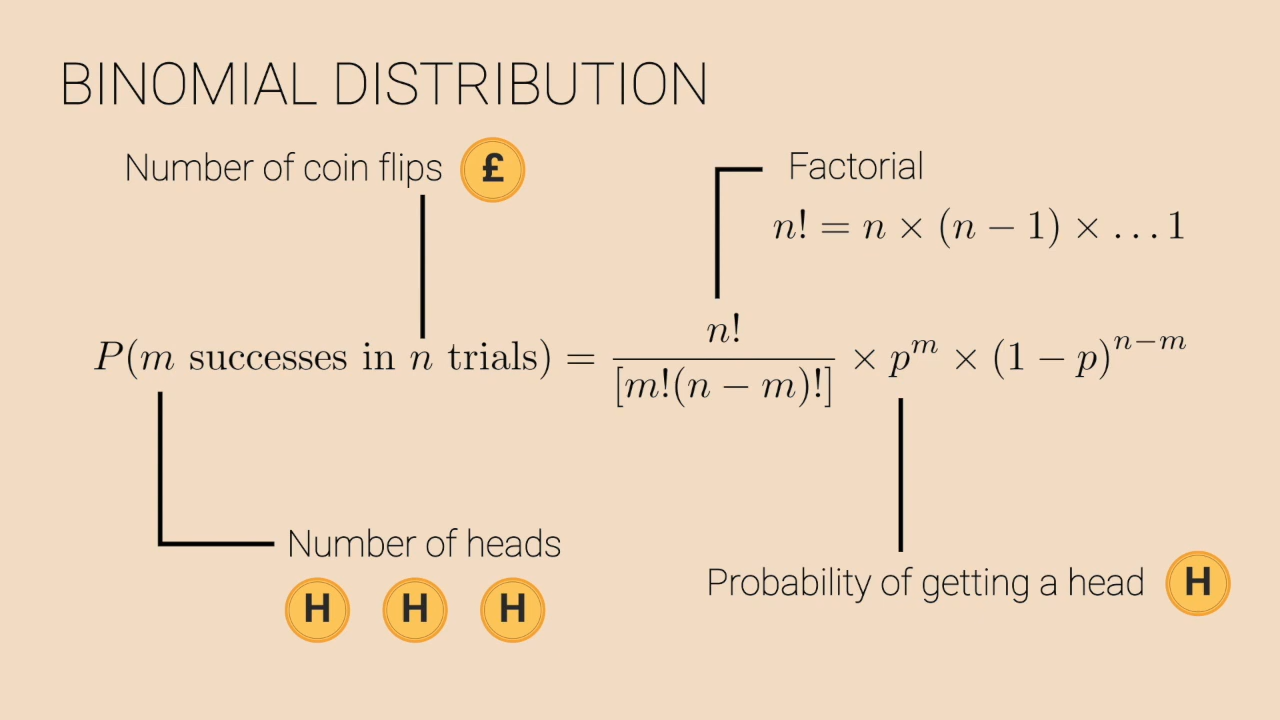 BINOMIAL DISTRIBUTION
Number of coin flips £
Factorial
n! = n × (n − 1) × . . . 1
P(m successes in n trials) = n! / [m!(n − m)!] × p^m × (1 − p)^{n−m}
Number of heads
H H H
Probability of getting a head H